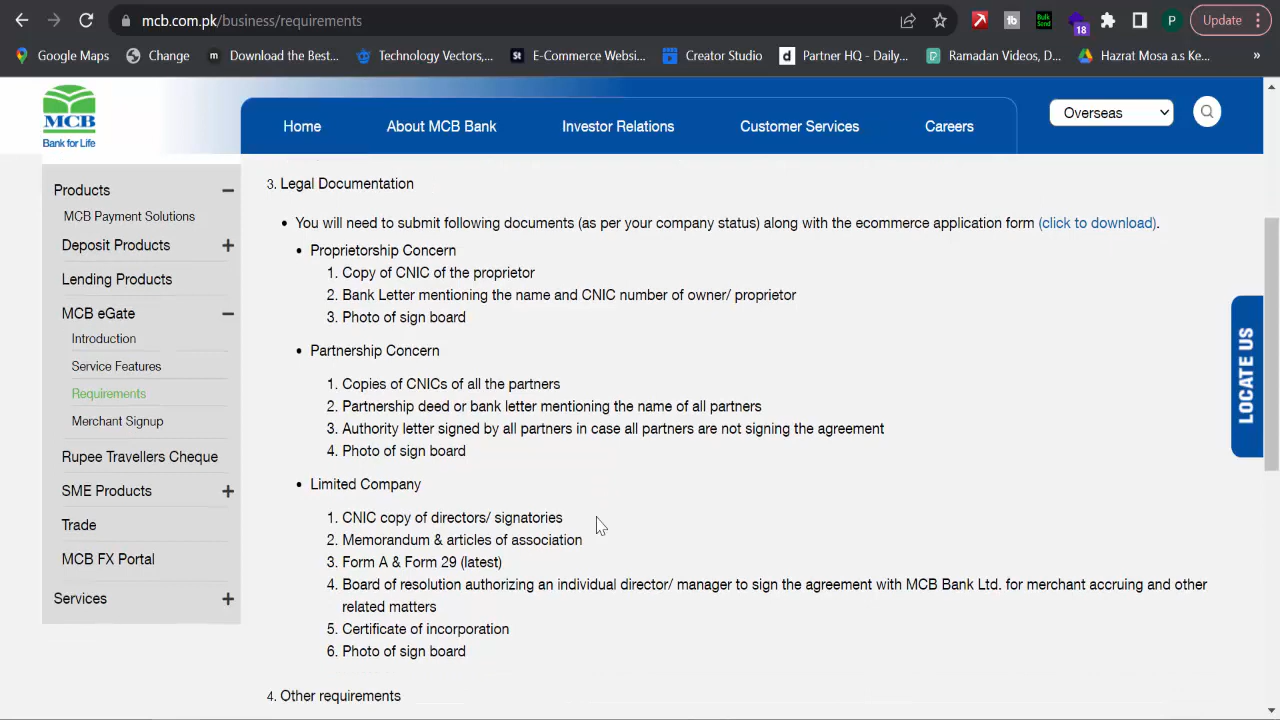 mcb.com.pk/business/requirements
Update
18
P
tb
Bulk Send
Google Maps
Change
m Download the Best...
Technology Vectors,...
st E-Commerce Websi...
Creator Studio
d Partner HQ - Daily...
Ramadan Videos, D...
Hazrat Mosa a.s Ke...
»
MCB
Bank for Life
Home
About MCB Bank
Investor Relations
Customer Services
Careers
Overseas
Products
MCB Payment Solutions
Deposit Products
Lending Products
MCB eGate
Introduction
Service Features
Requirements
Merchant Signup
Rupee Travellers Cheque
SME Products
Trade
MCB FX Portal
Services
3. Legal Documentation
• You will need to submit following documents (as per your company status) along with the ecommerce application form (click to download).
• Proprietorship Concern
1. Copy of CNIC of the proprietor
2. Bank Letter mentioning the name and CNIC number of owner/ proprietor
3. Photo of sign board
• Partnership Concern
1. Copies of CNICs of all the partners
2. Partnership deed or bank letter mentioning the name of all partners
3. Authority letter signed by all partners in case all partners are not signing the agreement
4. Photo of sign board
• Limited Company
1. CNIC copy of directors/ signatories
2. Memorandum & articles of association
3. Form A & Form 29 (latest)
4. Board of resolution authorizing an individual director/ manager to sign the agreement with MCB Bank Ltd. for merchant accruing and other
related matters
5. Certificate of incorporation
6. Photo of sign board
4. Other requirements
LOCATE US